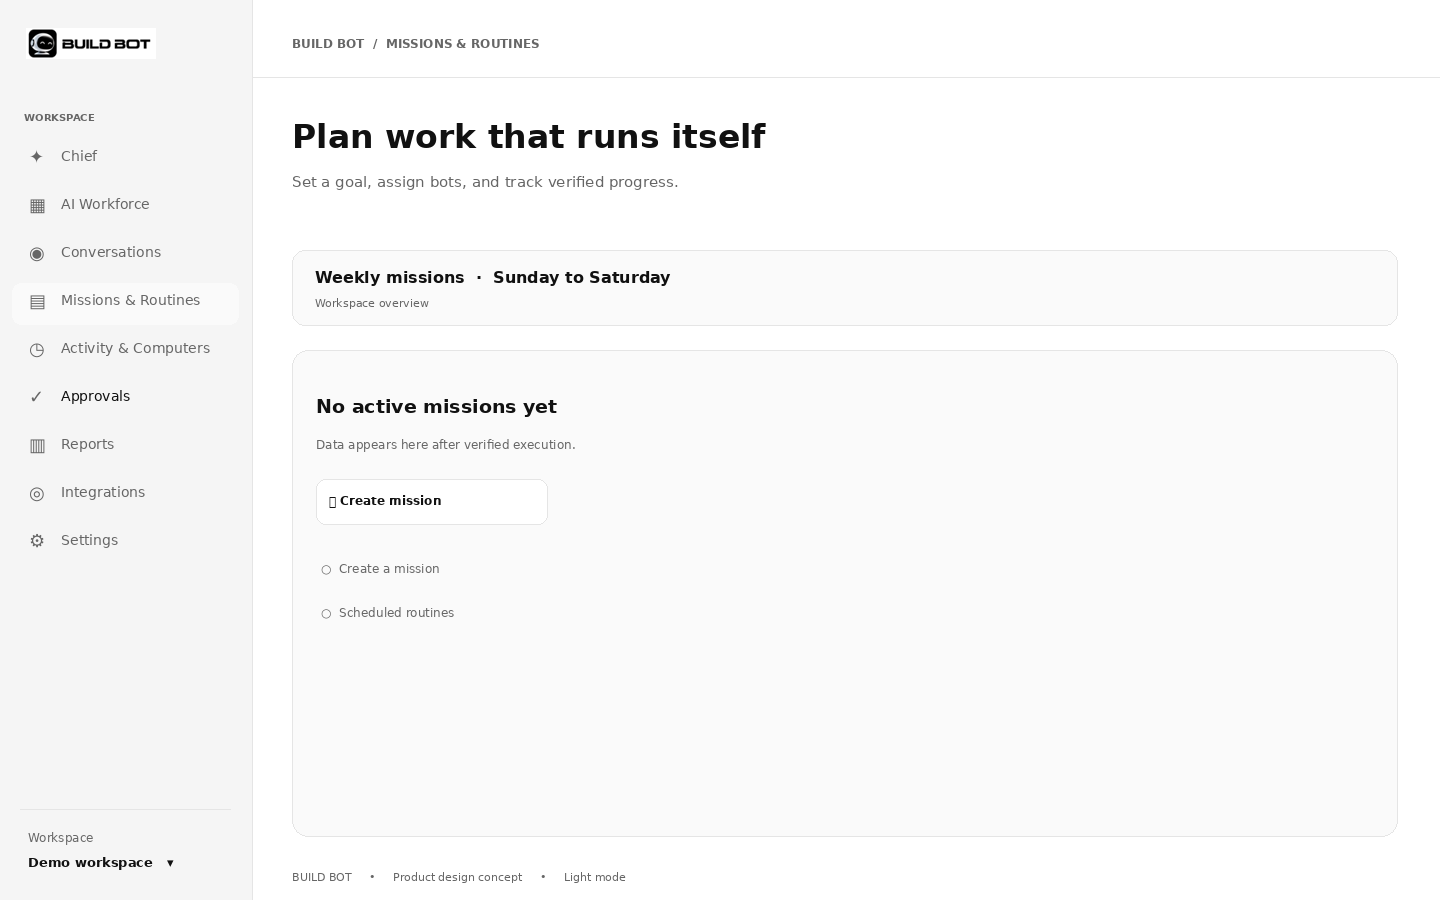 BUILD BOT
WORKSPACE
Chief
AI Workforce
Conversations
Missions & Routines
Activity & Computers
Approvals
Reports
Integrations
Settings
Workspace
Demo workspace ▾
BUILD BOT / MISSIONS & ROUTINES
Plan work that runs itself
Set a goal, assign bots, and track verified progress.
Weekly missions · Sunday to Saturday
Workspace overview
No active missions yet
Data appears here after verified execution.
Create mission
Create a mission
Scheduled routines
BUILD BOT • Product design concept • Light mode